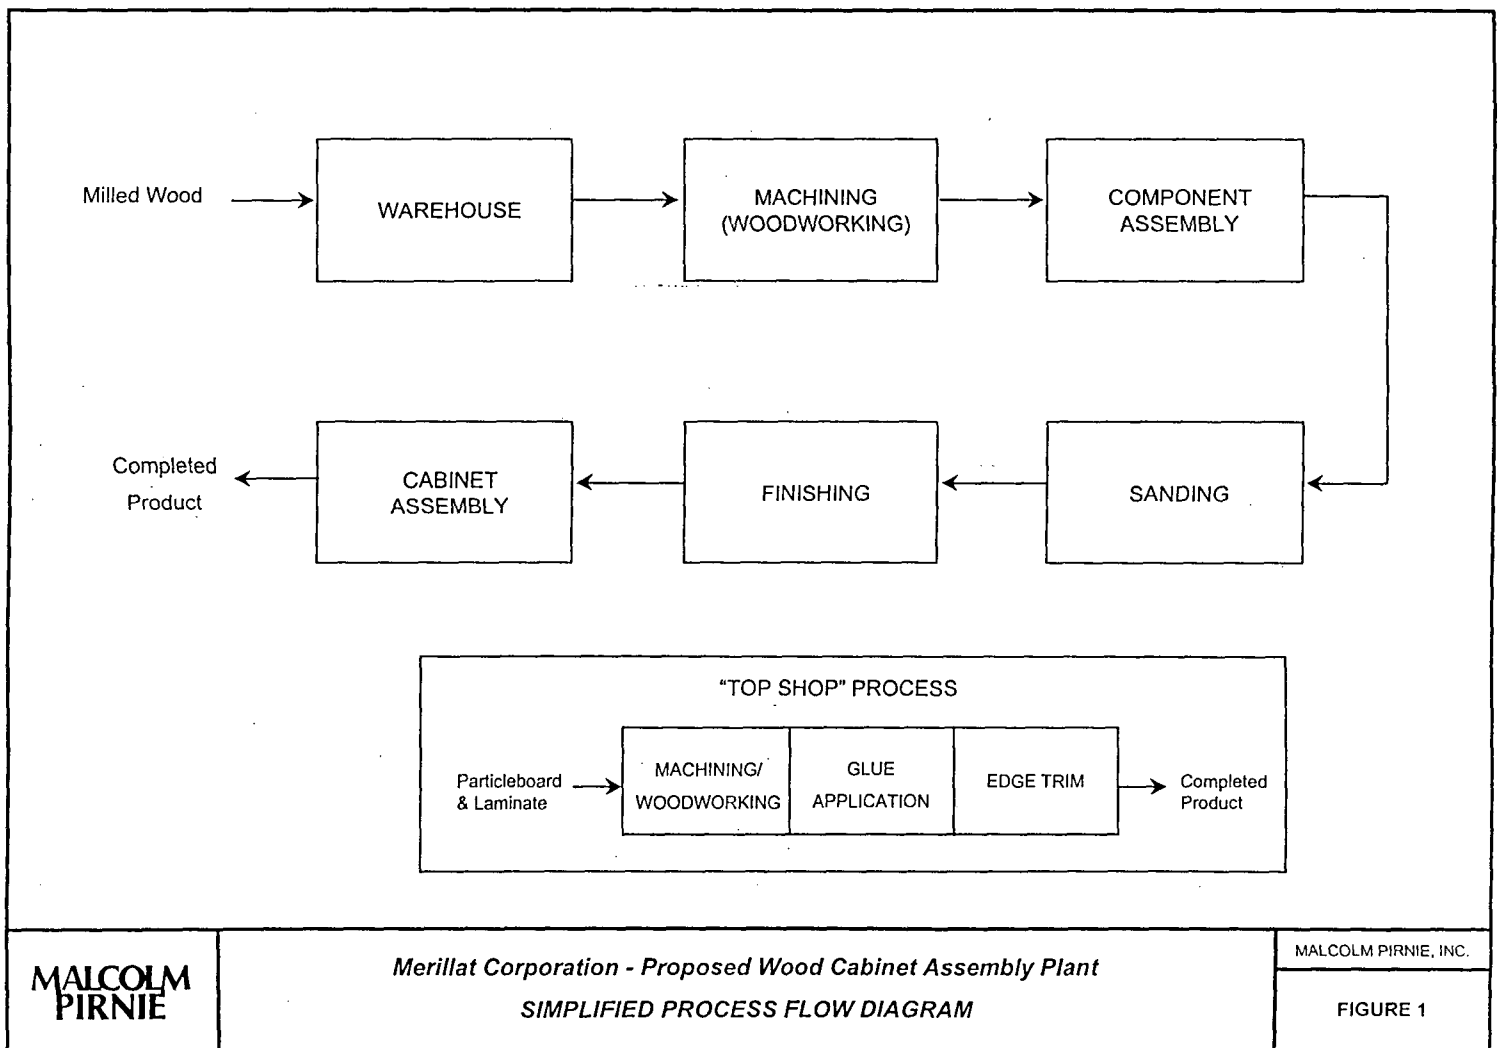 Milled Wood
WAREHOUSE
MACHINING
(WOODWORKING)
COMPONENT
ASSEMBLY
Completed
Product
CABINET
ASSEMBLY
FINISHING
SANDING
“TOP SHOP” PROCESS
Particleboard
& Laminate
MACHINING/
WOODWORKING
GLUE
APPLICATION
EDGE TRIM
Completed
Product
MALCOLM
PIRNIE
Merillat Corporation - Proposed Wood Cabinet Assembly Plant
SIMPLIFIED PROCESS FLOW DIAGRAM
MALCOLM PIRNIE, INC.
FIGURE 1